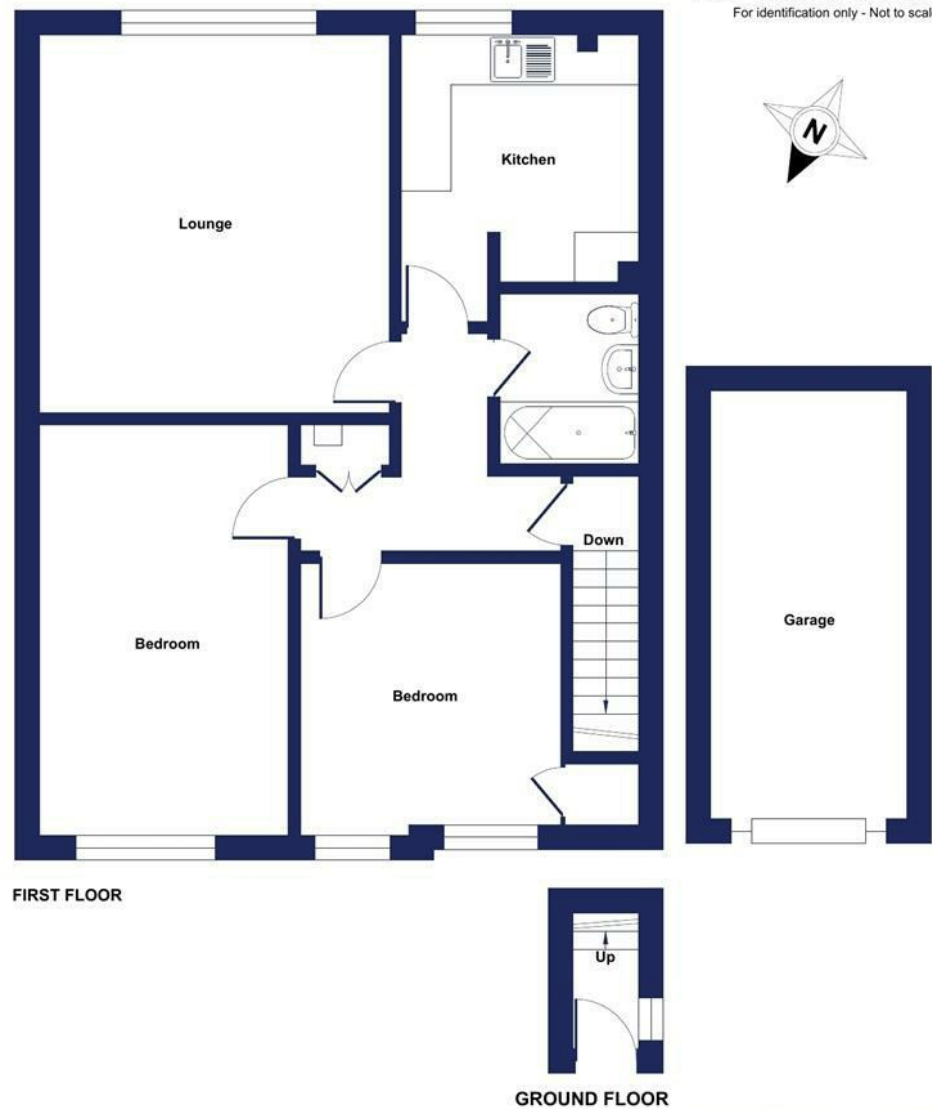 For identification only - Not to scal
N
Kitchen
Lounge
Down
Garage
Bedroom
Bedroom
FIRST FLOOR
Up
GROUND FLOOR